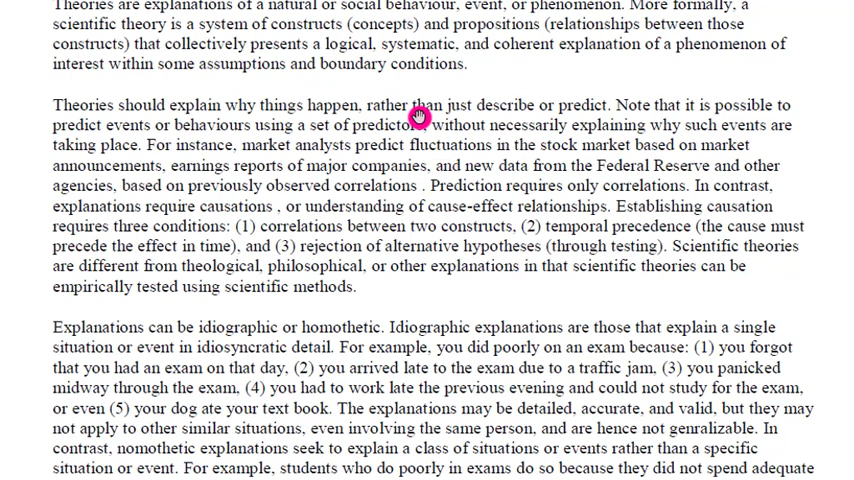 Theories are explanations of a natural or social behaviour, event, or phenomenon. More formally, a
scientific theory is a system of constructs (concepts) and propositions (relationships between those
constructs) that collectively presents a logical, systematic, and coherent explanation of a phenomenon of
interest within some assumptions and boundary conditions.
Theories should explain why things happen, rather than just describe or predict. Note that it is possible to
predict events or behaviours using a set of without necessarily explaining why such events are
taking place. For instance, market analysts predict fluctuations in the stock market based on market
announcements, earnings reports of major companies, and new data from the Federal Reserve and other
agencies, based on previously observed correlations . Prediction requires only correlations. In contrast,
explanations require causations , or understanding of cause-effect relationships. Establishing causation
requires three conditions: (1) correlations between two constructs, (2) temporal precedence (the cause must
precede the effect in time), and (3) rejection of alternative hypotheses (through testing). Scientific theories
are different from theological, philosophical, or other explanations in that scientific theories can be
empirically tested using scientific methods.
Explanations can be idiographic or homothetic. Idiographic explanations are those that explain a single
situation or event in idiosyncratic detail. For example, you did poorly on an exam because: (1) you forgot
that you had an exam on that day, (2) you arrived late to the exam due to a traffic jam, (3) you panicked
midway through the exam, (4) you had to work late the previous evening and could not study for the exam,
or even (5) your dog ate your text book. The explanations may be detailed, accurate, and valid, but they may
not apply to other similar situations, even involving the same person, and are hence not genralizable. In
contrast, nomothetic explanations seek to explain a class of situations or events rather than a specific
situation or event. For example, students who do poorly in exams do so because they did not spend adequate